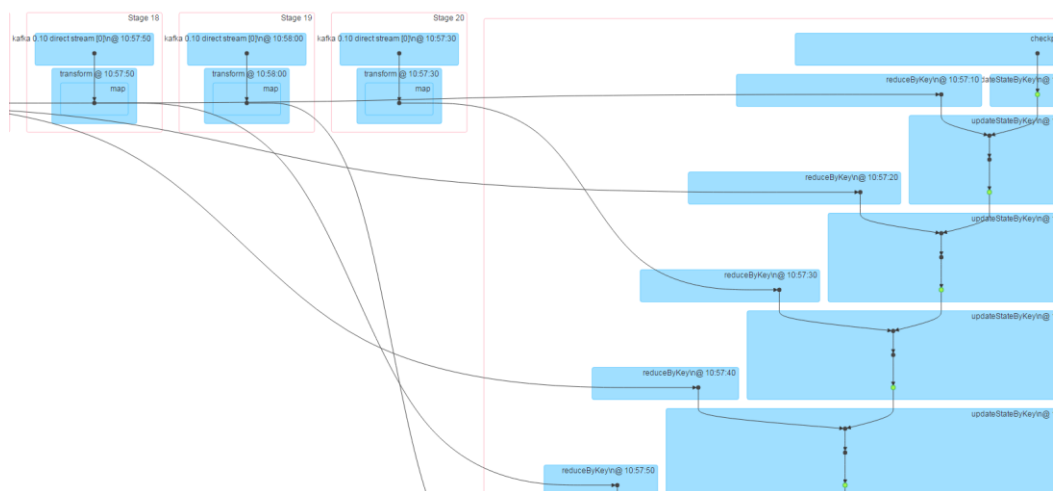 Stage 18
Stage 19
Stage 20
kafka 0.10 direct stream [0]\n@ 10:57:50
kafka 0.10 direct stream [0]\n@ 10:58:00
kafka 0.10 direct stream [0]\n@ 10:57:30
transform @ 10:57:50
transform @ 10:58:00
transform @ 10:57:30
map
map
map
reduceByKey\n@ 10:57:10
updateStateByKey\n@
reduceByKey\n@ 10:57:20
updateStateByKey\n@
reduceByKey\n@ 10:57:30
updateStateByKey\n@
reduceByKey\n@ 10:57:40
updateStateByKey\n@
reduceByKey\n@ 10:57:50